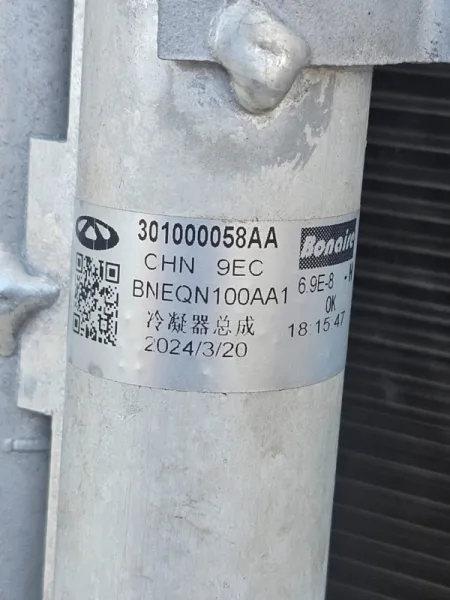 301000058AA
Bonaire
CHN 9EC
6.9E-8 -N
BNEQN100AA1
OK
冷凝器总成
18:15:47
2024/3/20